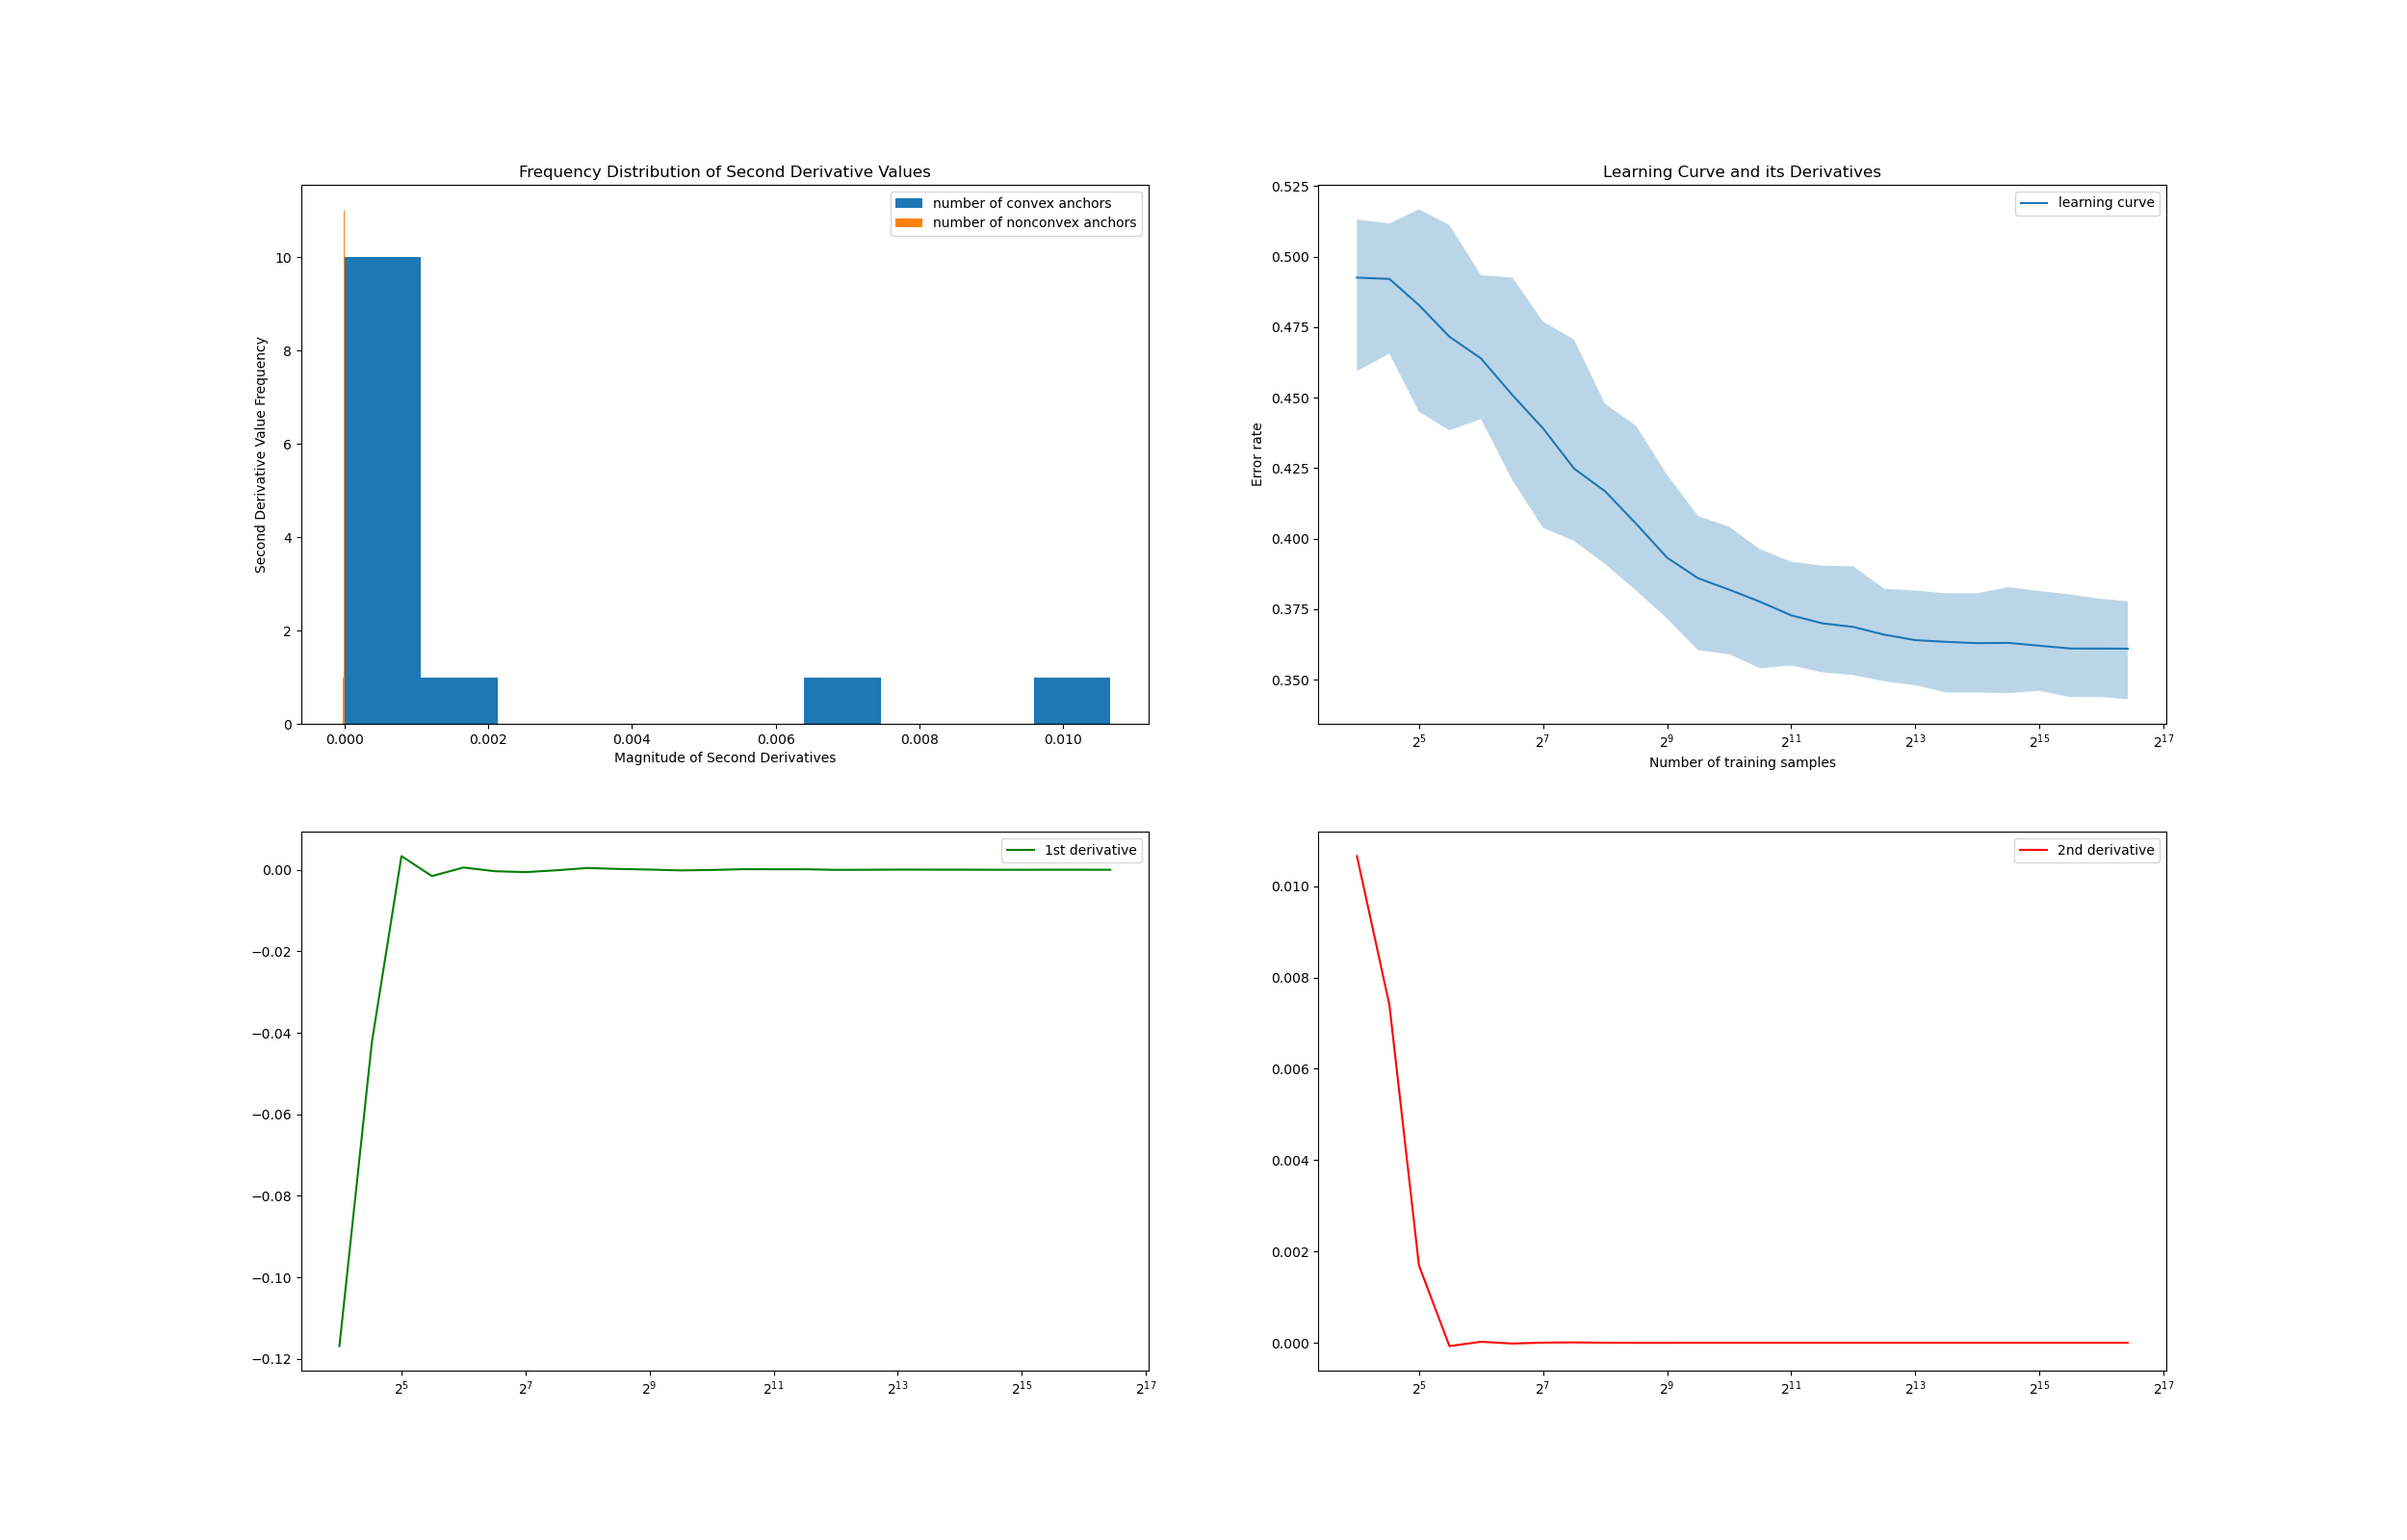 Frequency Distribution of Second Derivative Values
number of convex anchors
number of nonconvex anchors
Second Derivative Value Frequency
10
8
6
4
2
0
0.000 0.002 0.004 0.006 0.008 0.010
Magnitude of Second Derivatives
Learning Curve and its Derivatives
learning curve
Error rate
0.525
0.500
0.475
0.450
0.425
0.400
0.375
0.350
2^5 2^7 2^9 2^11 2^13 2^15 2^17
Number of training samples
1st derivative
0.00
−0.02
−0.04
−0.06
−0.08
−0.10
−0.12
2^5 2^7 2^9 2^11 2^13 2^15 2^17
2nd derivative
0.010
0.008
0.006
0.004
0.002
0.000
2^5 2^7 2^9 2^11 2^13 2^15 2^17